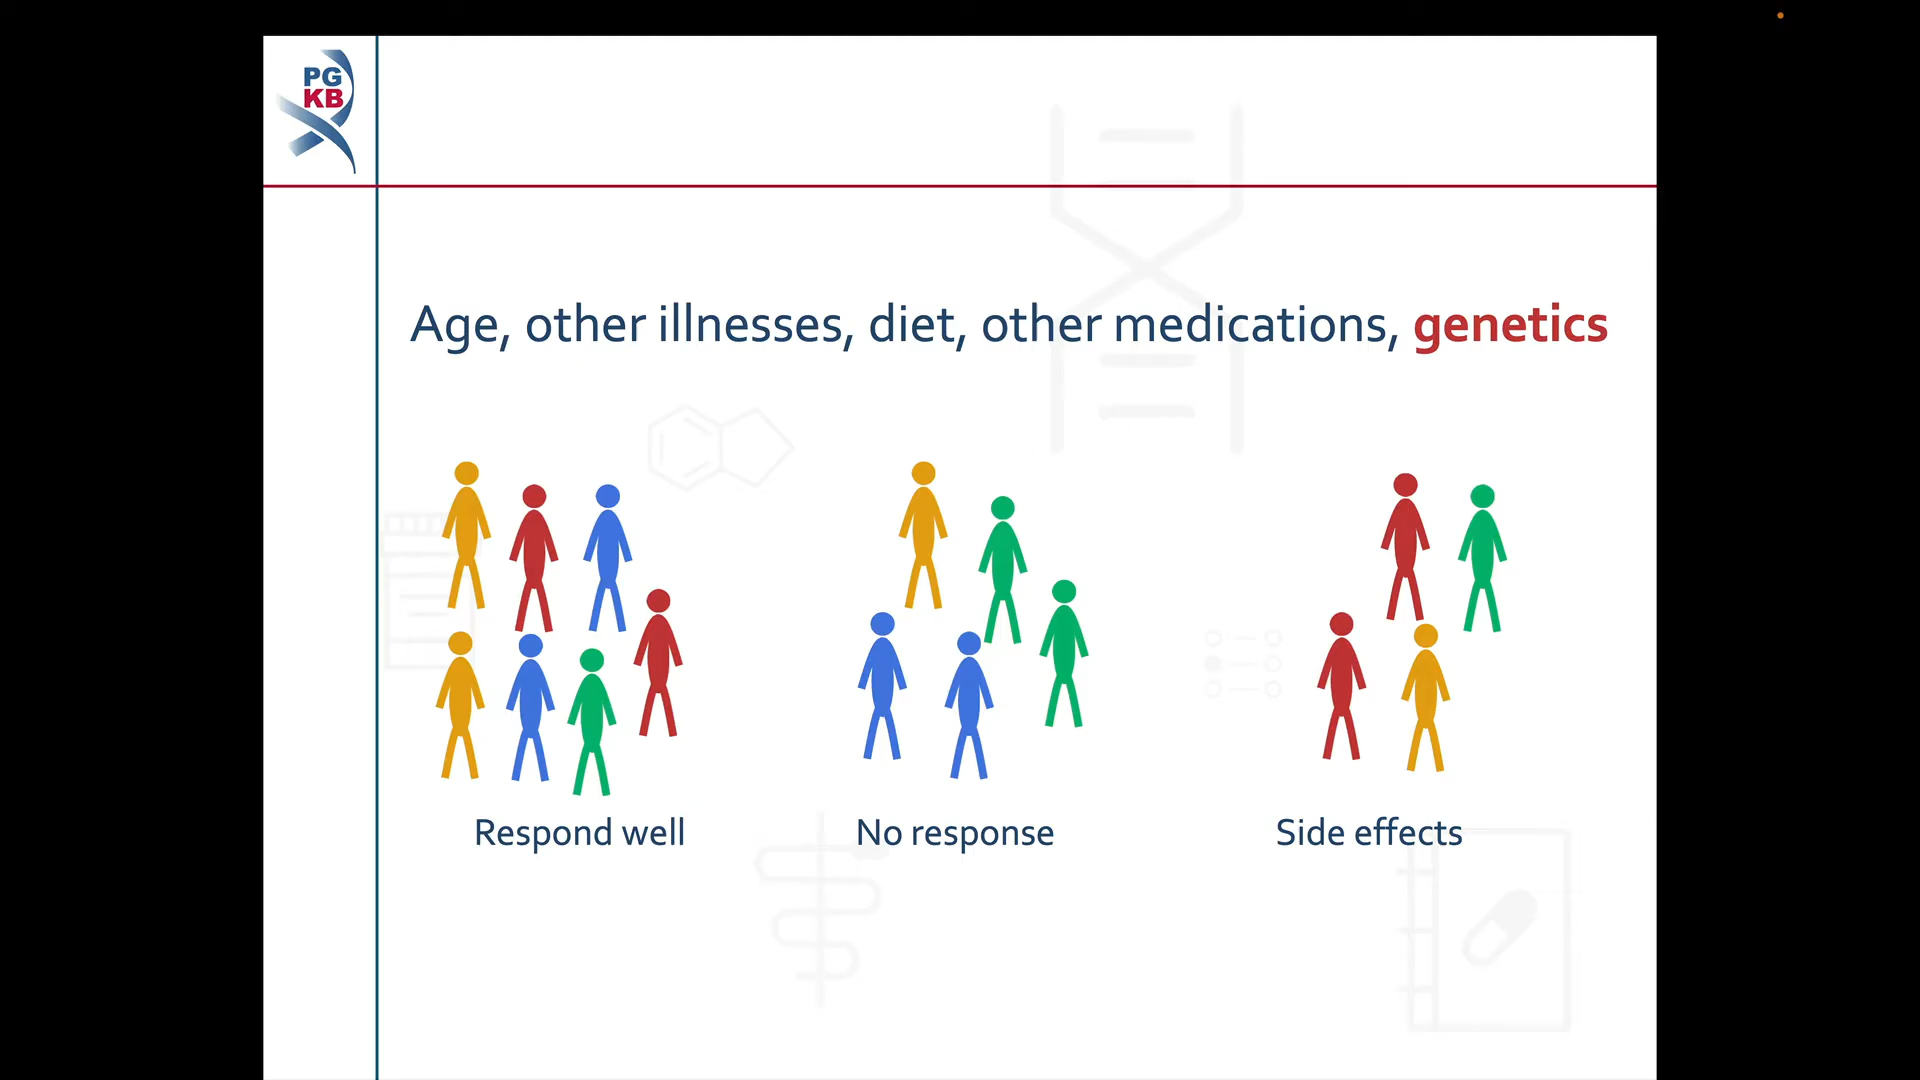 PG
KB
Age, other illnesses, diet, other medications, genetics
Respond well
No response
Side effects